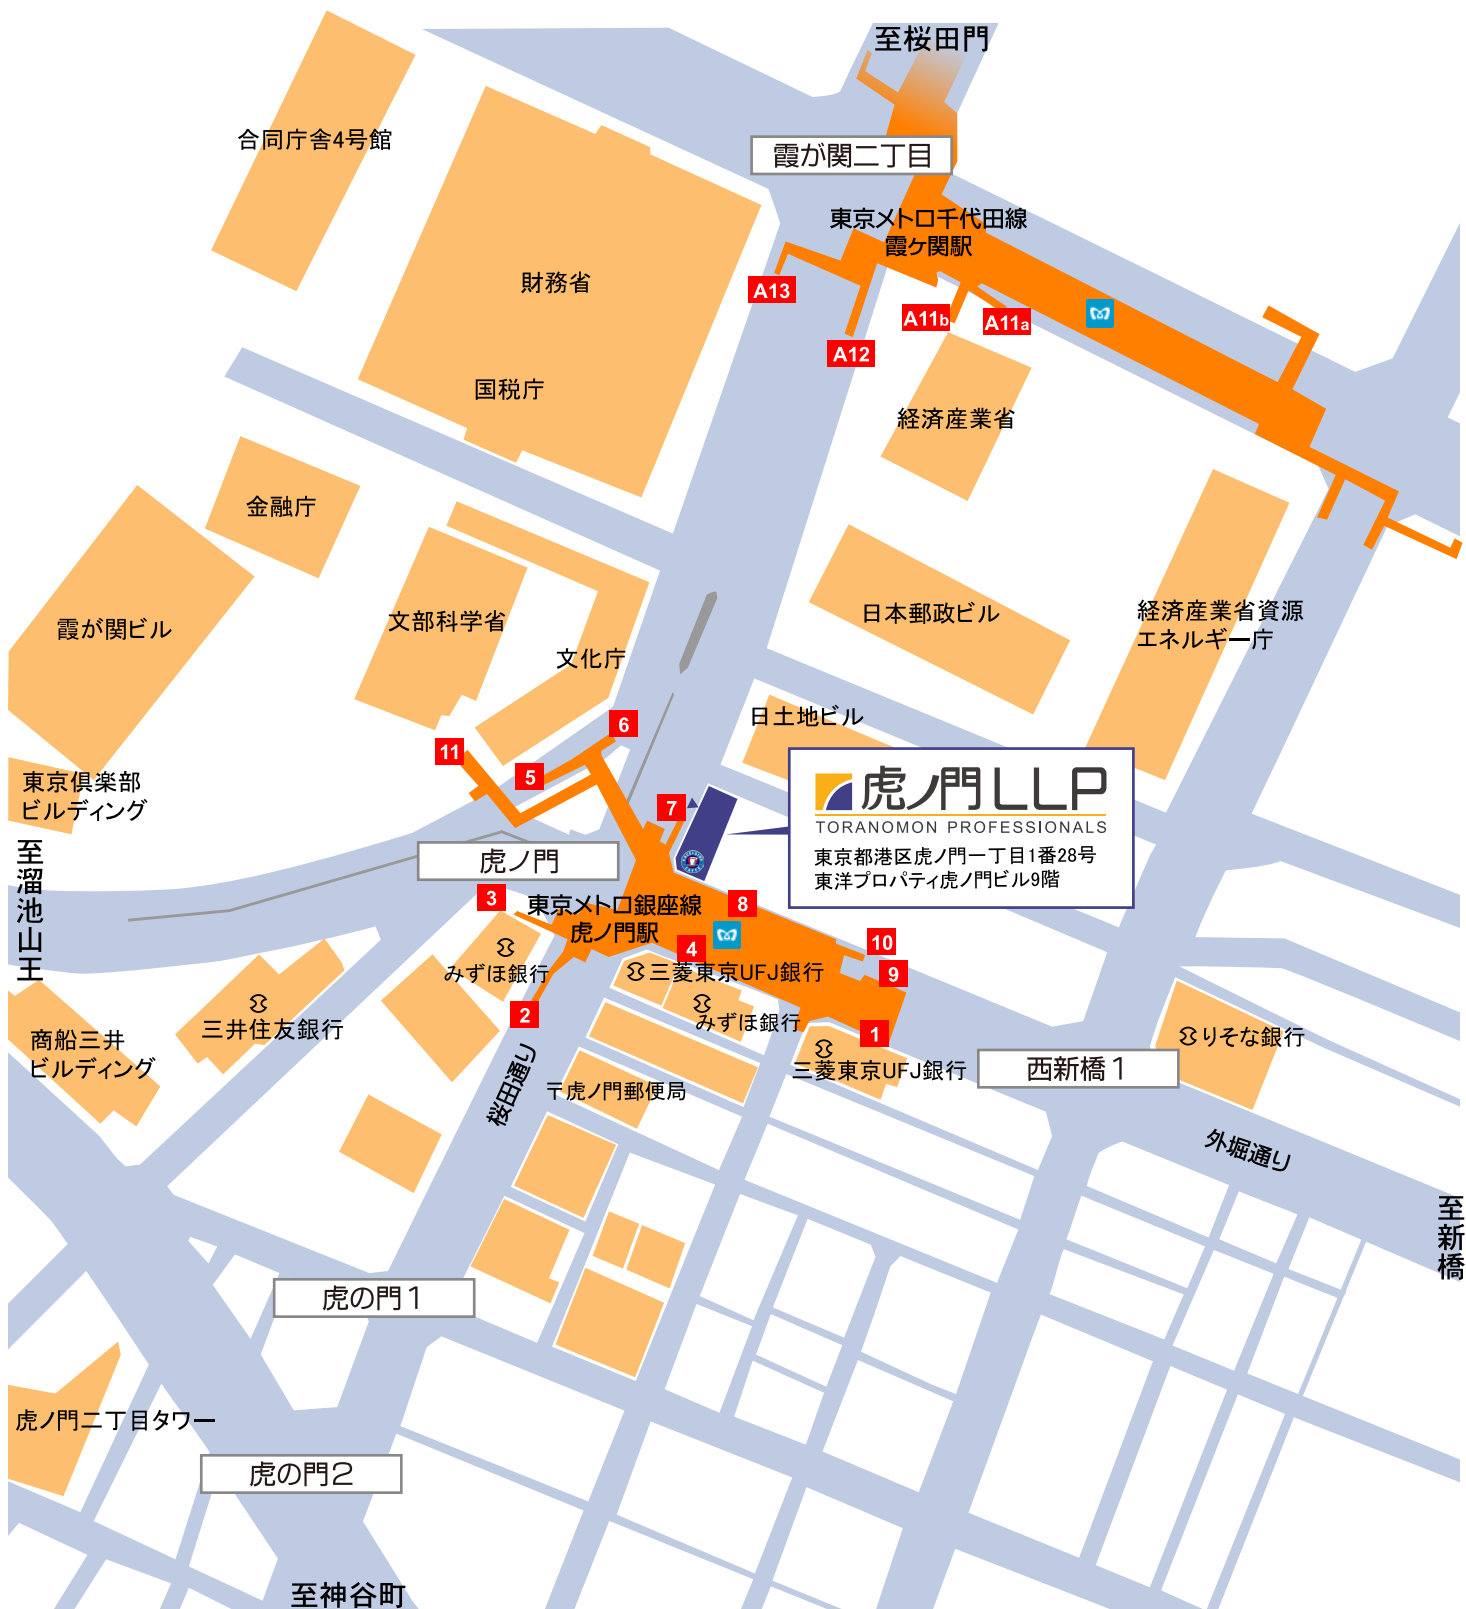 至桜田門
合同庁舎4号館
霞が関二丁目
東京メトロ千代田線
霞ケ関駅
財務省
A13
A11b
A11a
A12
国税庁
経済産業省
金融庁
文部科学省
霞が関ビル
文化庁
日本郵政ビル
経済産業省資源
エネルギー庁
日土地ビル
6
11
5
7
東京倶楽部
ビルディング
虎ノ門LLP
TORANOMON PROFESSIONALS
東京都港区虎ノ門一丁目1番28号
東洋プロパティ虎ノ門ビル9階
虎ノ門
至溜池山王
3
東京メトロ銀座線
虎ノ門駅
8
4
10
9
みずほ銀行
三菱東京UFJ銀行
みずほ銀行
2
1
三井住友銀行
商船三井
ビルディング
三菱東京UFJ銀行
西新橋1
りそな銀行
桜田通り
〒虎ノ門郵便局
外堀通り
至新橋
虎の門1
虎ノ門二丁目タワー
虎の門2
至神谷町